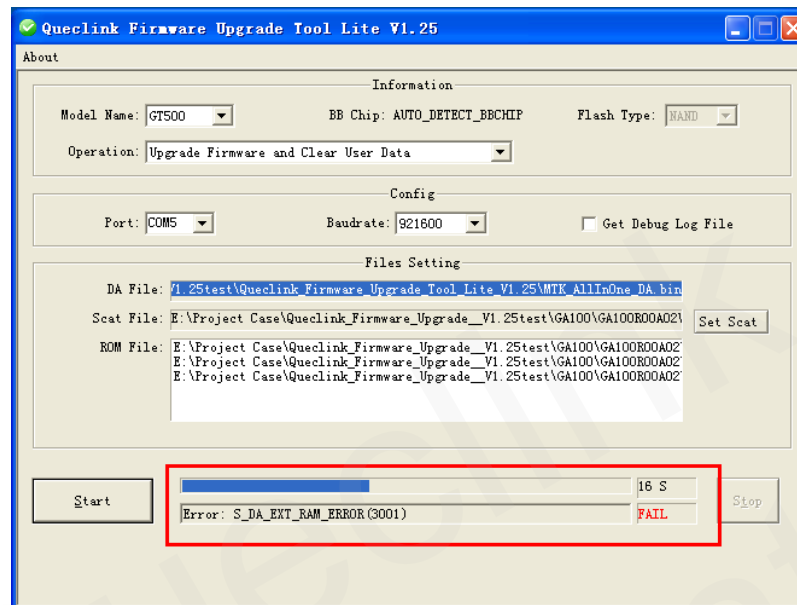 Queclink Firmware Upgrade Tool Lite V1.25
About
Information
Model Name: GT500 BB Chip: AUTO_DETECT_BBCHIP Flash Type: NAND
Operation: Upgrade Firmware and Clear User Data
Config
Port: COM5 Baudrate: 921600 Get Debug Log File
Files Setting
DA File: V1.25test\Queclink_Firmware_Upgrade_Tool_Lite_V1.25\MTK_AllInOne_DA.bin
Scat File: E:\Project Case\Queclink_Firmware_Upgrade__V1.25test\GA100\GA100R00A02\ Set Scat
ROM File: E:\Project Case\Queclink_Firmware_Upgrade__V1.25test\GA100\GA100R00A02\
E:\Project Case\Queclink_Firmware_Upgrade__V1.25test\GA100\GA100R00A02\
E:\Project Case\Queclink_Firmware_Upgrade__V1.25test\GA100\GA100R00A02\
Start 16 S Stop
Error: S_DA_EXT_RAM_ERROR(3001) FAIL